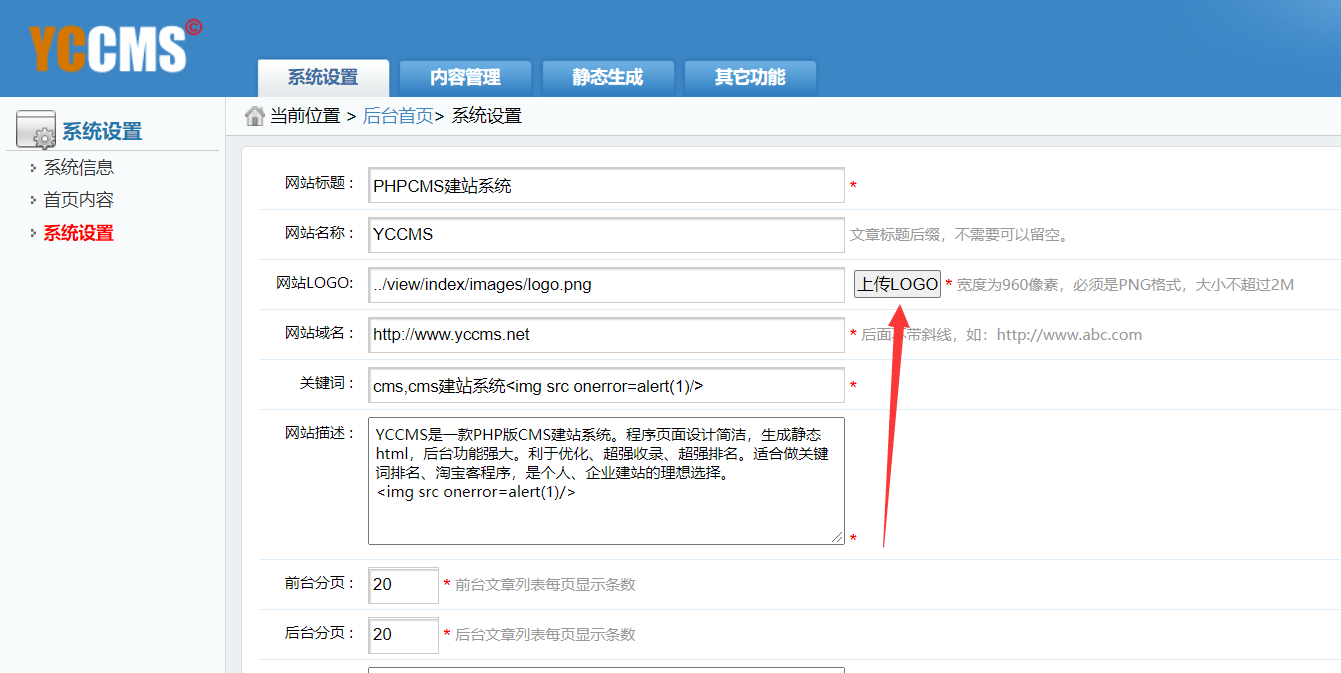 YCCMS©
系统设置 内容管理 静态生成 其它功能
系统设置
系统信息
首页内容
系统设置
当前位置 > 后台首页> 系统设置
网站标题： PHPCMS建站系统 *
网站名称： YCCMS 文章标题后缀，不需要可以留空。
网站LOGO: ../view/index/images/logo.png 上传LOGO * 宽度为960像素，必须是PNG格式，大小不超过2M
网站域名： http://www.yccms.net * 后面不带斜线，如：http://www.abc.com
关键词： cms,cms建站系统<img src onerror=alert(1)/> *
网站描述： YCCMS是一款PHP版CMS建站系统。程序页面设计简洁，生成静态
html，后台功能强大。利于优化、超强收录、超强排名。适合做关键
词排名、淘宝客程序，是个人、企业建站的理想选择。
<img src onerror=alert(1)/>
*
前台分页： 20 * 前台文章列表每页显示条数
后台分页： 20 * 后台文章列表每页显示条数